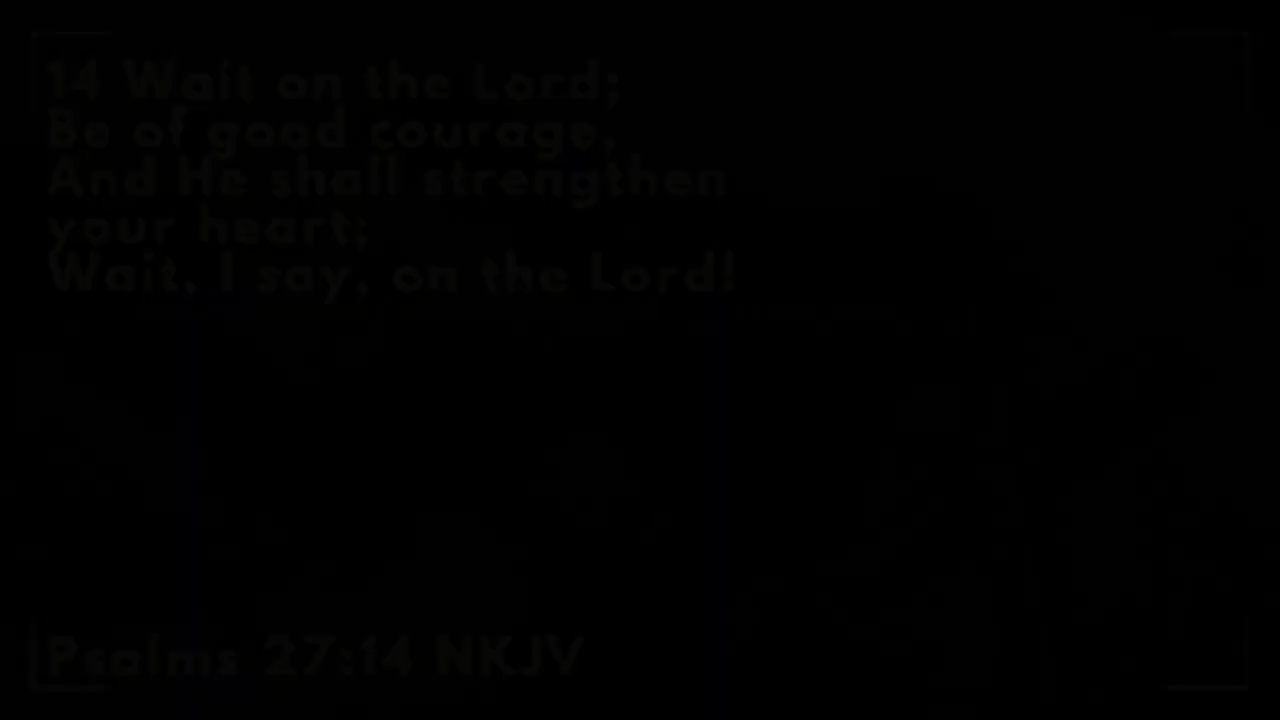 14 Wait on the Lord;
Be of good courage,
And He shall strengthen
your heart;
Wait, I say, on the Lord!
Psalms 27:14 NKJV